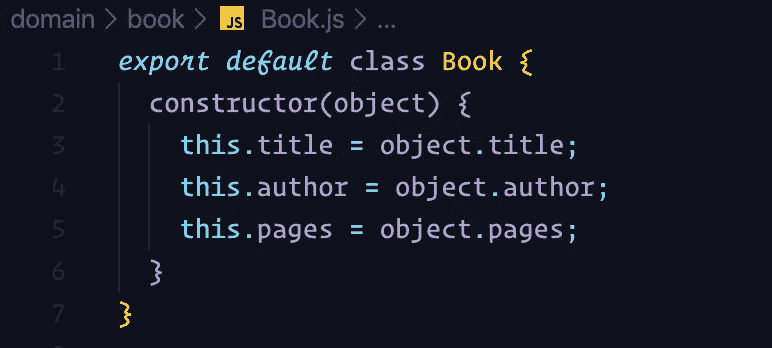 domain > book > JS Book.js > ...
1 export default class Book {
2 constructor(object) {
3 this.title = object.title;
4 this.author = object.author;
5 this.pages = object.pages;
6 }
7 }